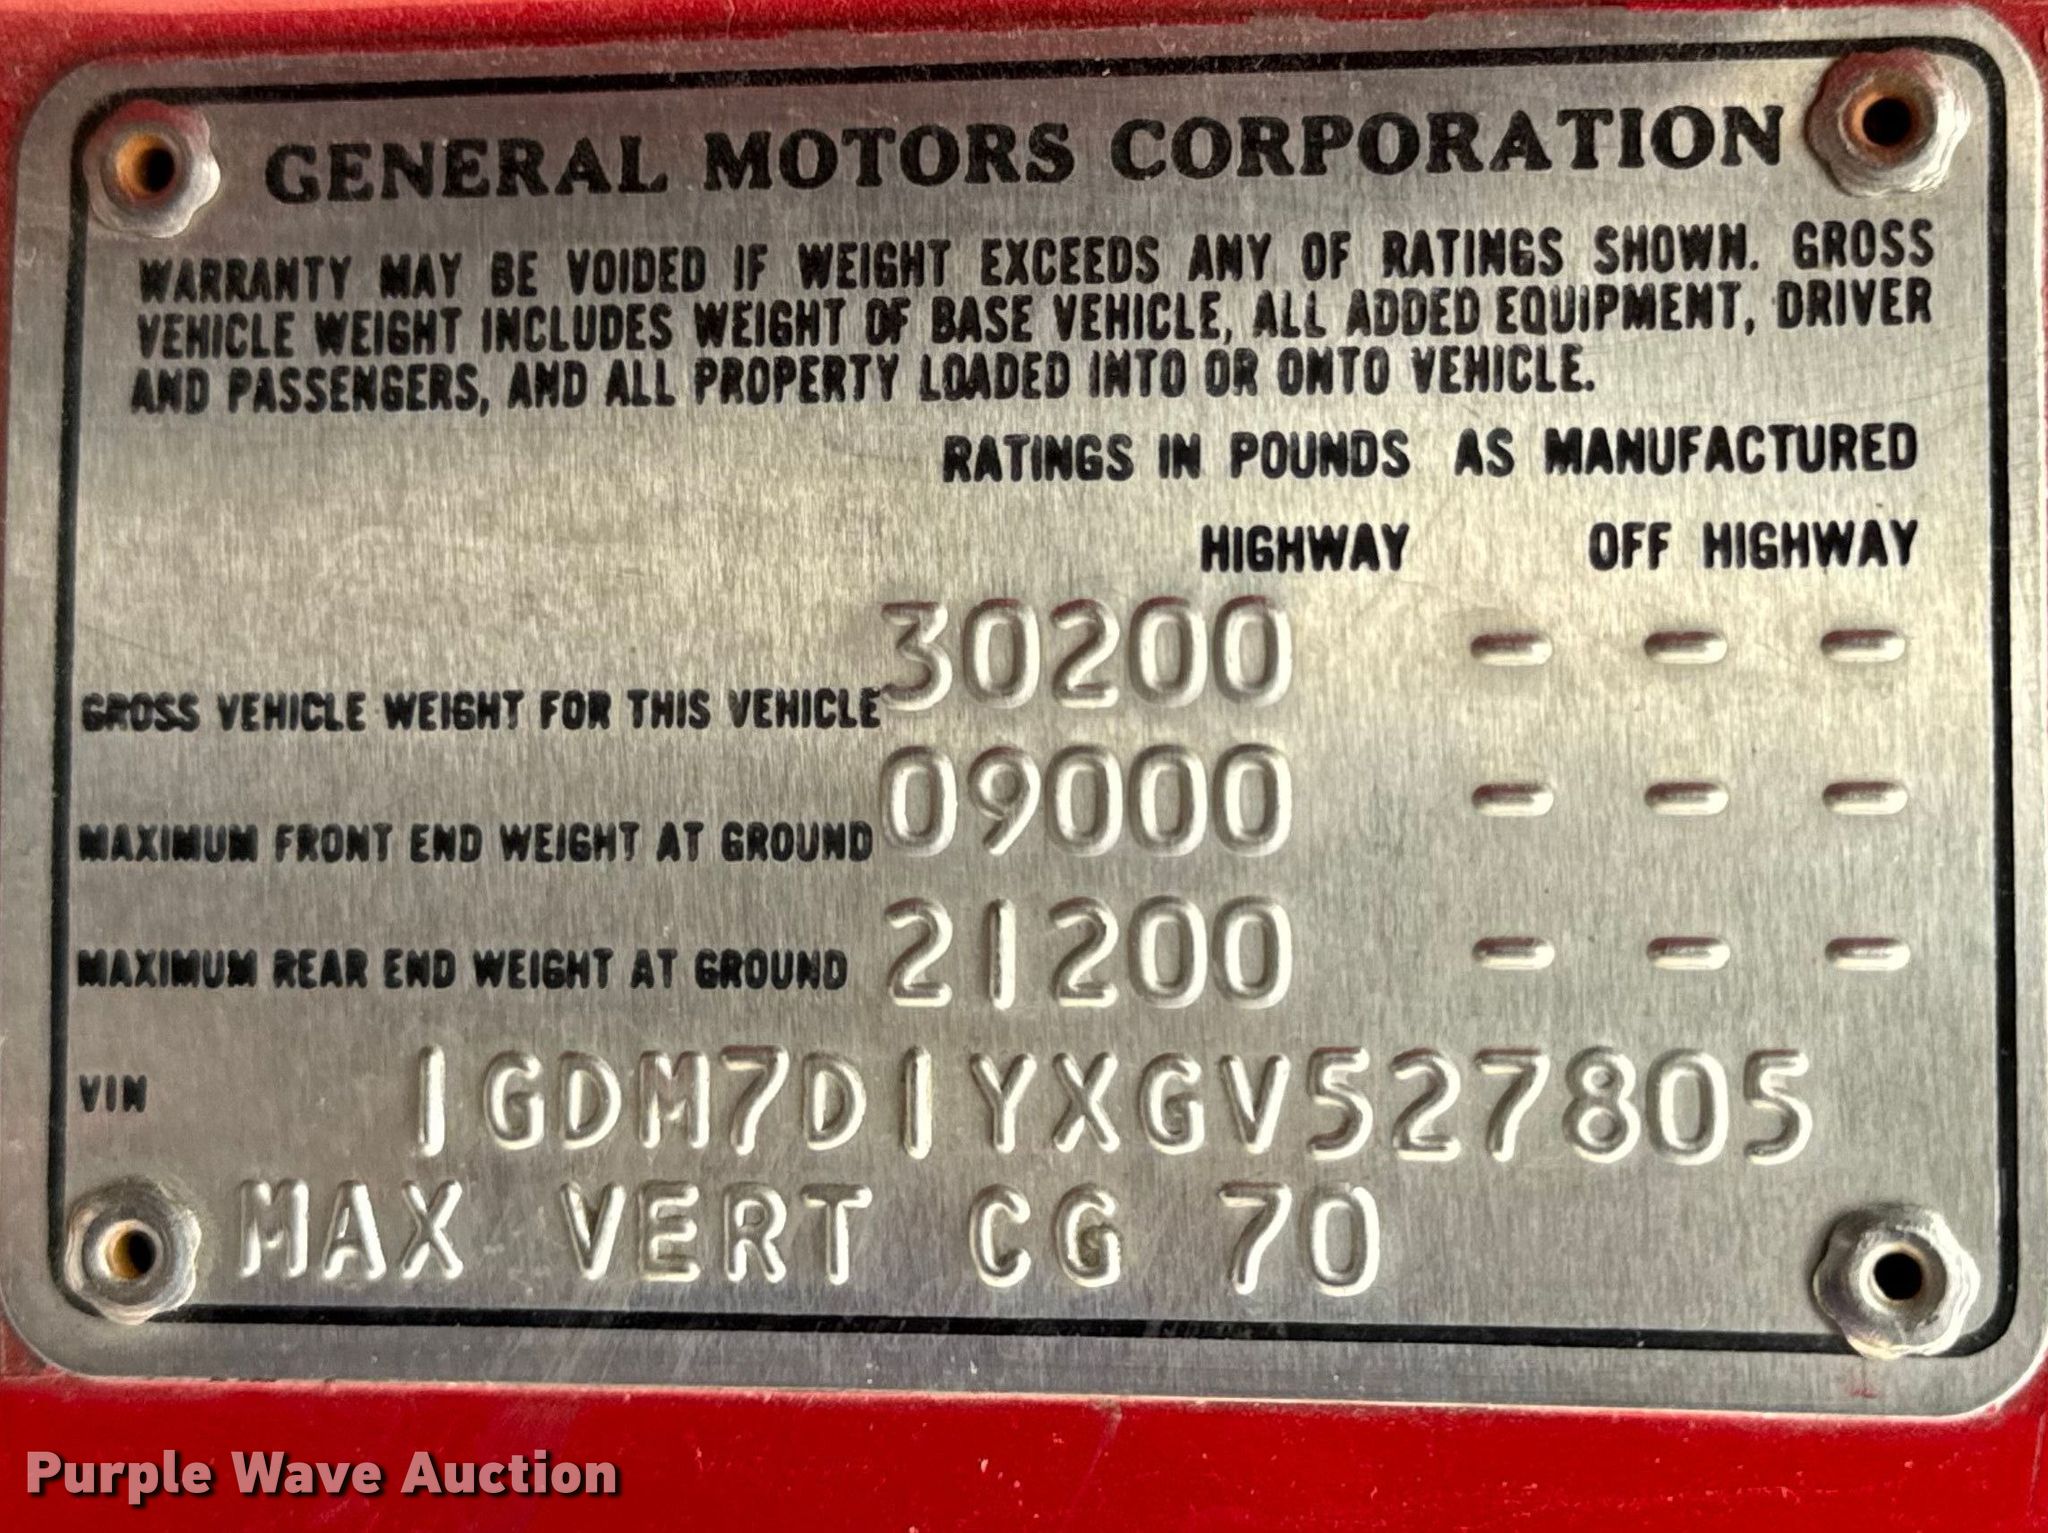 GENERAL MOTORS CORPORATION
WARRANTY MAY BE VOIDED IF WEIGHT EXCEEDS ANY OF RATINGS SHOWN. GROSS
VEHICLE WEIGHT INCLUDES WEIGHT OF BASE VEHICLE, ALL ADDED EQUIPMENT, DRIVER
AND PASSENGERS, AND ALL PROPERTY LOADED INTO OR ONTO VEHICLE.
RATINGS IN POUNDS AS MANUFACTURED
HIGHWAY OFF HIGHWAY
GROSS VEHICLE WEIGHT FOR THIS VEHICLE 30200 - - -
MAXIMUM FRONT END WEIGHT AT GROUND 09000 - - -
MAXIMUM REAR END WEIGHT AT GROUND 21200 - - -
VIN 1GDM7D1YXGV527805
MAX VERT CG 70
Purple Wave Auction